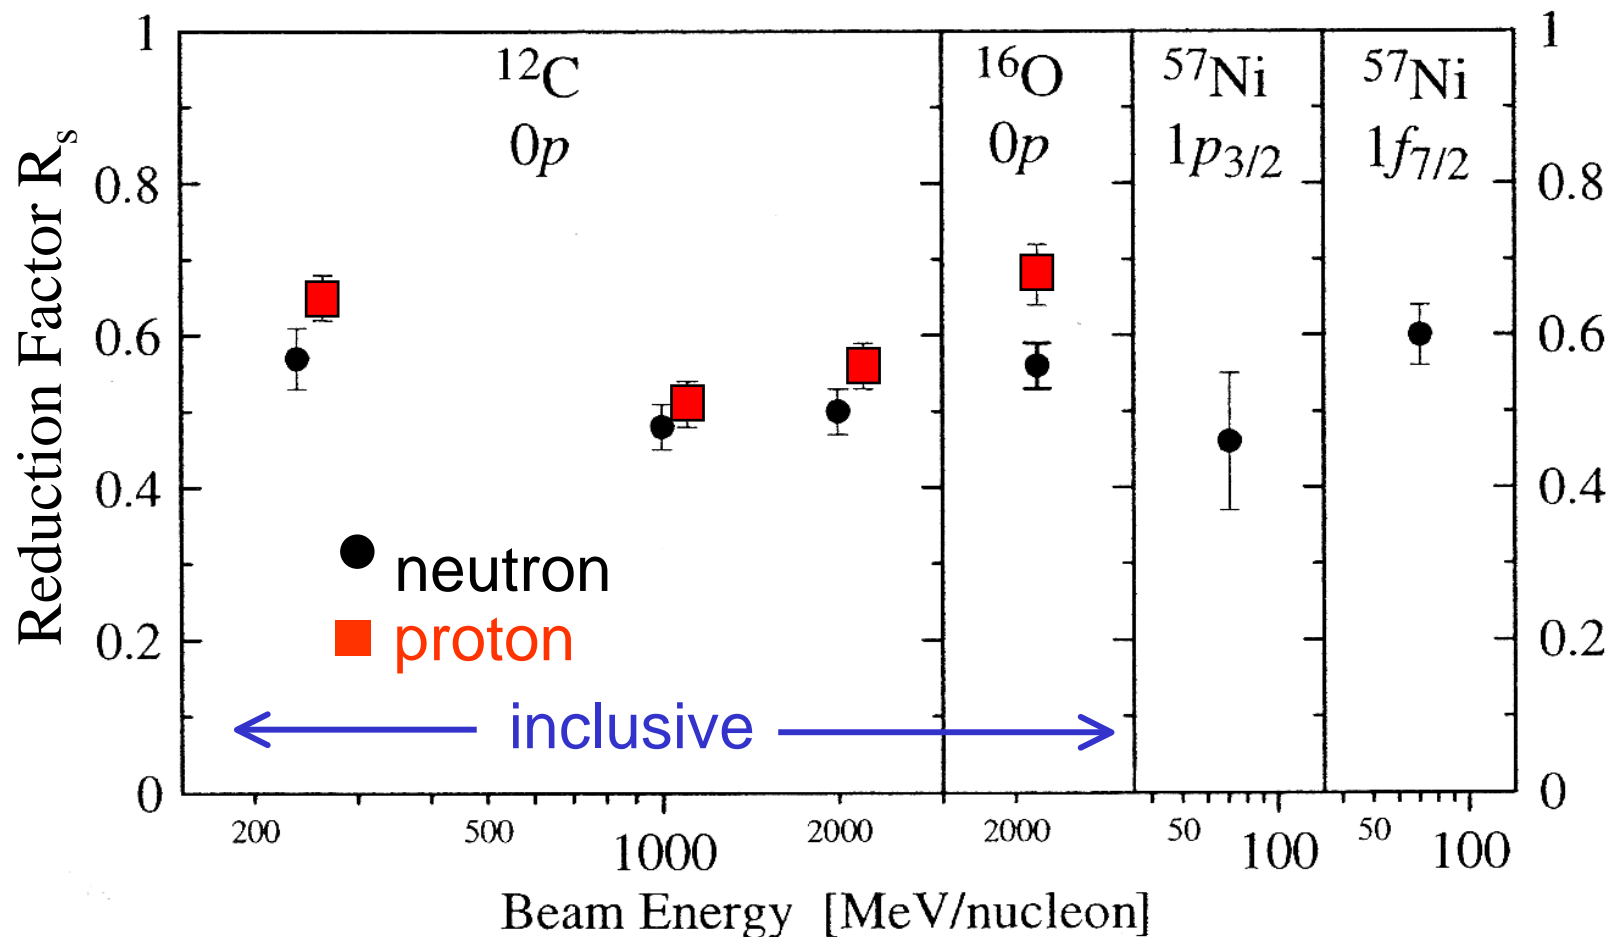 Reduction Factor R_s
1
0.8
0.6
0.4
0.2
0
¹²C
0p
¹⁶O
0p
⁵⁷Ni
1p₃/₂
⁵⁷Ni
1f₇/₂
1
0.8
0.6
0.4
0.2
0
neutron
proton
inclusive
200 500 1000 2000 2000 50 100 50 100
Beam Energy [MeV/nucleon]